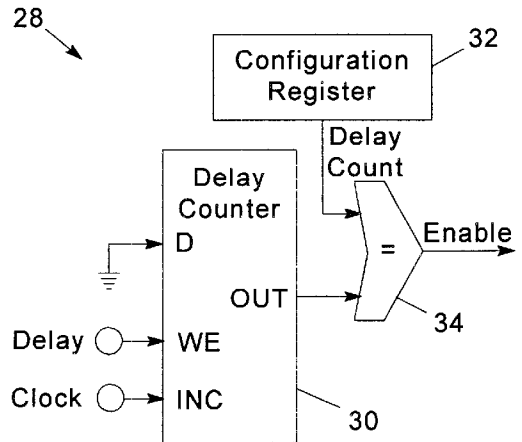 28
32
Configuration
Register
Delay
Count
Delay
Counter
D
=
Enable
OUT
34
Delay
WE
Clock
INC
30